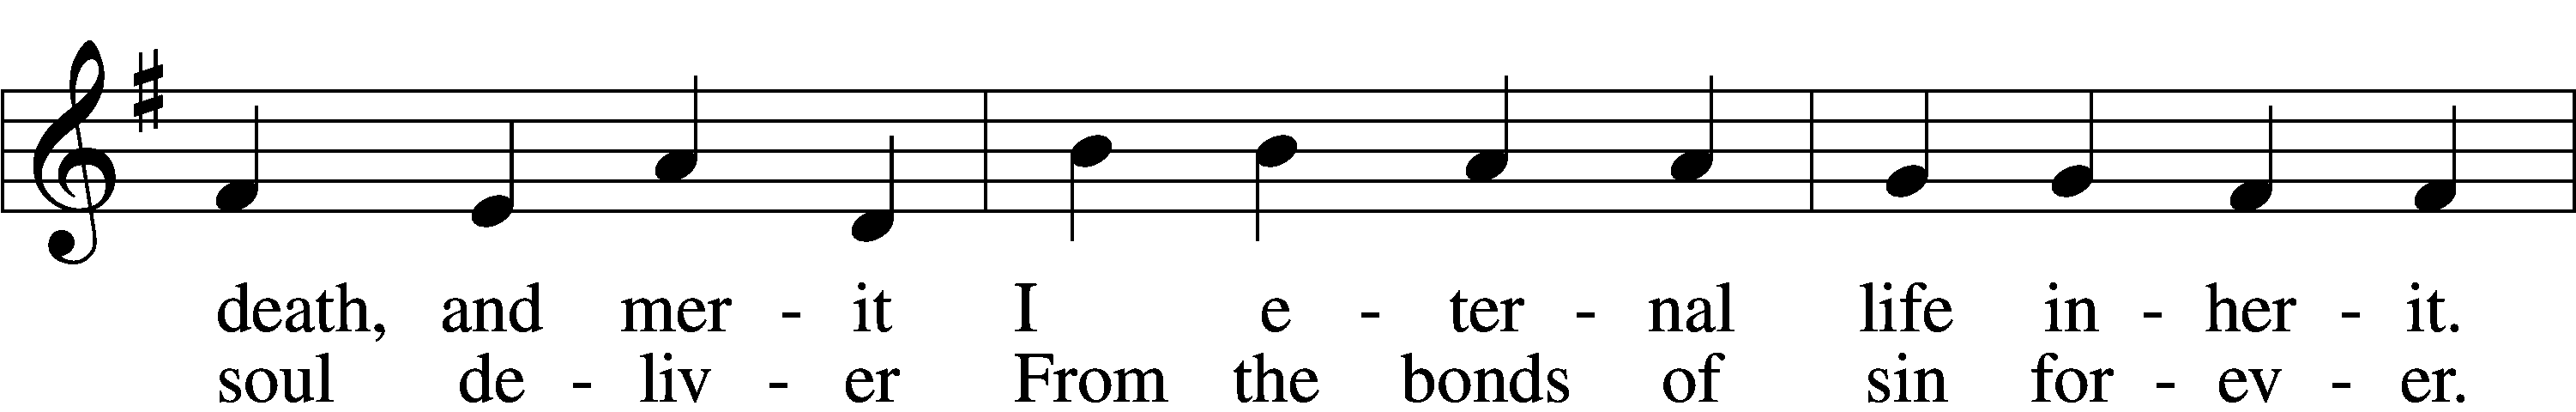 death, and mer - it I e - ter - nal life in - her - it.
soul de - liv - er From the bonds of sin for - ev - er.